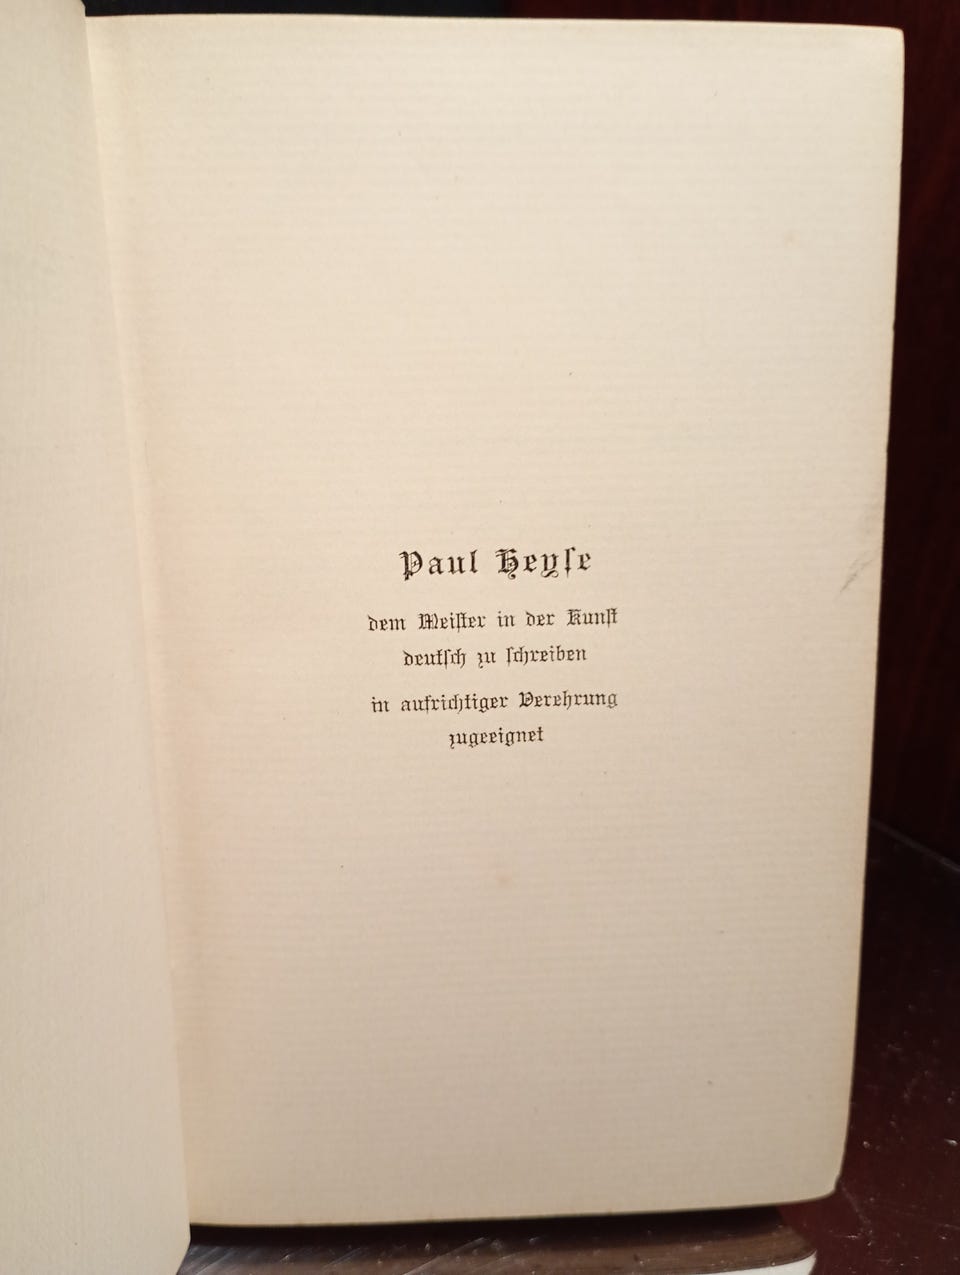 Paul Heyſe
dem Meiſter in der Kunſt
deutſch zu ſchreiben
in aufrichtiger Verehrung
zugeeignet